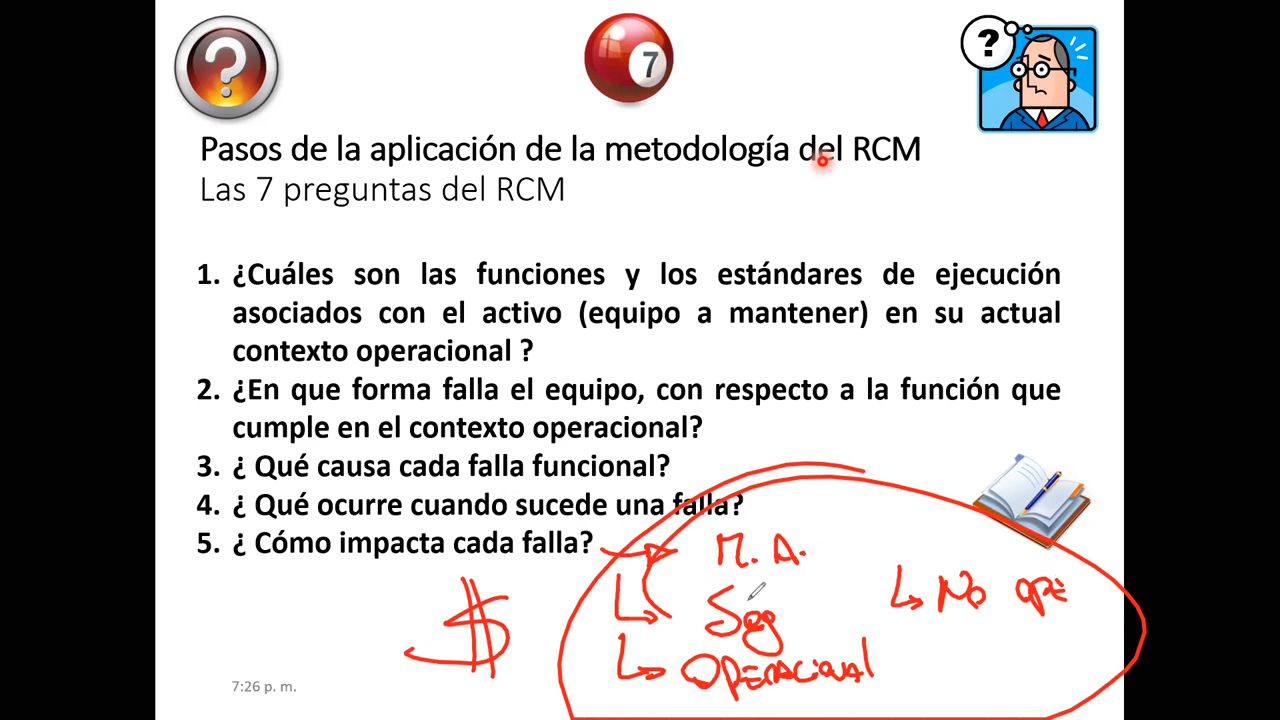 ?
7
?
Pasos de la aplicación de la metodología del RCM
Las 7 preguntas del RCM
1. ¿Cuáles son las funciones y los estándares de ejecución
asociados con el activo (equipo a mantener) en su actual
contexto operacional ?
2. ¿En que forma falla el equipo, con respecto a la función que
cumple en el contexto operacional?
3. ¿ Qué causa cada falla funcional?
4. ¿ Qué ocurre cuando sucede una falla?
5. ¿ Cómo impacta cada falla?
M. A.
Seg
No ope
$
Operacional
7:26 p. m.